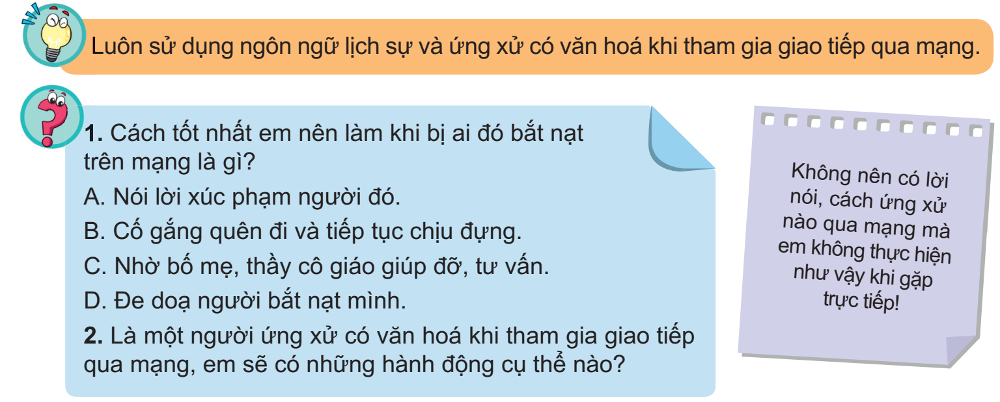 Luôn sử dụng ngôn ngữ lịch sự và ứng xử có văn hoá khi tham gia giao tiếp qua mạng.
1. Cách tốt nhất em nên làm khi bị ai đó bắt nạt
trên mạng là gì?
A. Nói lời xúc phạm người đó.
B. Cố gắng quên đi và tiếp tục chịu đựng.
C. Nhờ bố mẹ, thầy cô giáo giúp đỡ, tư vấn.
D. Đe doạ người bắt nạt mình.
2. Là một người ứng xử có văn hoá khi tham gia giao tiếp
qua mạng, em sẽ có những hành động cụ thể nào?
Không nên có lời
nói, cách ứng xử
nào qua mạng mà
em không thực hiện
như vậy khi gặp
trực tiếp!